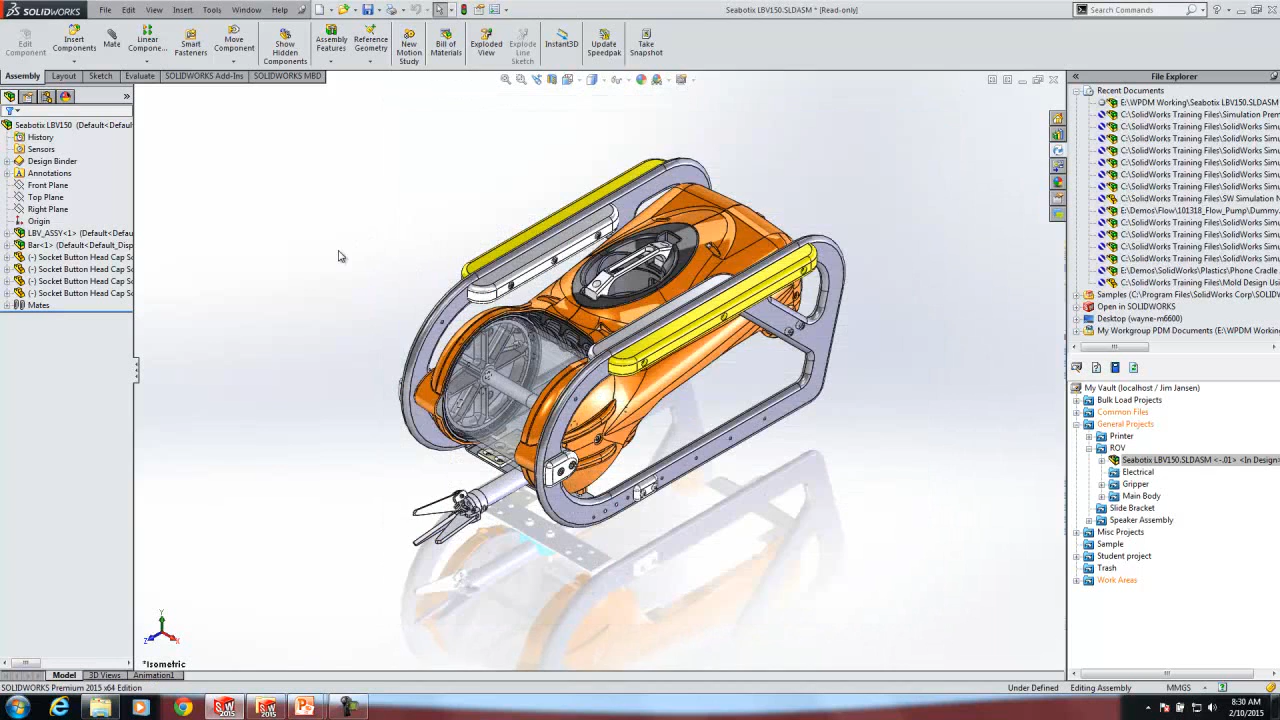 SOLIDWORKS
File Edit View Insert Tools Window Help
Seabotix LBV150.SLDASM * [Read-only]
Search Commands
Edit Component
Insert Components
Mate
Linear Compone...
Smart Fasteners
Move Component
Show Hidden Components
Assembly Features
Reference Geometry
New Motion Study
Bill of Materials
Exploded View
Explode Line Sketch
Instant3D
Update Speedpak
Take Snapshot
Assembly Layout Sketch Evaluate SOLIDWORKS Add-Ins SOLIDWORKS MBD
Seabotix LBV150 (Default<Defaul
History
Sensors
Design Binder
Annotations
Front Plane
Top Plane
Right Plane
Origin
LBV_ASSY<1> (Default<Defau
Bar<1> (Default<Default_Disp
(-) Socket Button Head Cap Sc
(-) Socket Button Head Cap Sc
(-) Socket Button Head Cap Sc
(-) Socket Button Head Cap Sc
Mates
Y
Z
X
*Isometric
File Explorer
Recent Documents
E:\WPDM Working\Seabotix LBV150.SLDASM
C:\SolidWorks Training Files\Simulation Prem
C:\SolidWorks Training Files\SolidWorks Simu
C:\SolidWorks Training Files\SolidWorks Simu
C:\SolidWorks Training Files\SolidWorks Simu
C:\SolidWorks Training Files\SolidWorks Simu
C:\SolidWorks Training Files\SolidWorks Simu
C:\SolidWorks Training Files\SolidWorks Simu
C:\SolidWorks Training Files\SW Simulation N
E:\Demos\Flow\101318_Flow_Pump\Dummy.
C:\SolidWorks Training Files\SolidWorks Simu
C:\SolidWorks Training Files\SolidWorks Simu
C:\SolidWorks Training Files\SolidWorks Simu
C:\SolidWorks Training Files\SolidWorks Simu
E:\Demos\SolidWorks\Plastics\Phone Cradle
C:\SolidWorks Training Files\Mold Design Usi
Samples (C:\Program Files\SolidWorks Corp\SOLIDW
Open in SOLIDWORKS
Desktop (wayne-m6600)
My Workgroup PDM Documents (E:\WPDM Workin
My Vault (localhost / Jim Jansen)
Bulk Load Projects
Common Files
General Projects
Printer
ROV
Seabotix LBV150.SLDASM <-.01> <In Design>
Electrical
Gripper
Main Body
Slide Bracket
Speaker Assembly
Misc Projects
Sample
Student project
Trash
Work Areas
Model 3D Views Animation1
SOLIDWORKS Premium 2015 x64 Edition
Under Defined Editing Assembly MMGS
8:30 AM
2/10/2015